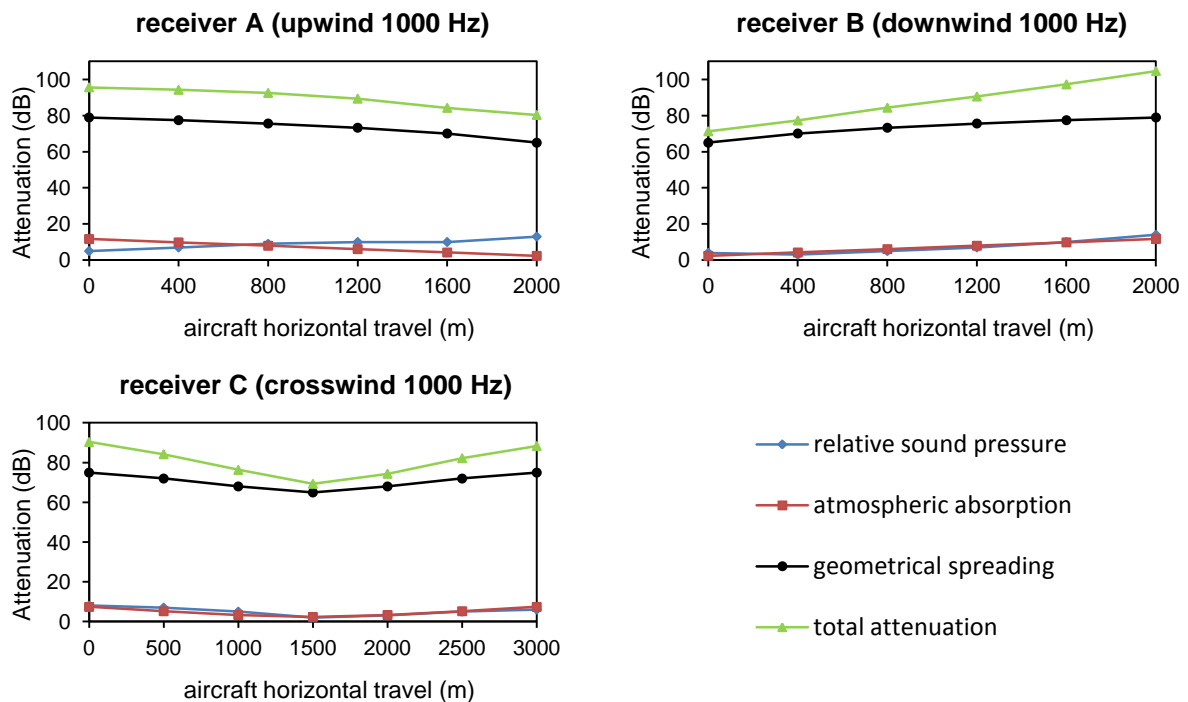 receiver A (upwind 1000 Hz)
Attenuation (dB)
100
80
60
40
20
0
0 400 800 1200 1600 2000
aircraft horizontal travel (m)
receiver B (downwind 1000 Hz)
Attenuation (dB)
100
80
60
40
20
0
0 400 800 1200 1600 2000
aircraft horizontal travel (m)
receiver C (crosswind 1000 Hz)
Attenuation (dB)
100
80
60
40
20
0
0 500 1000 1500 2000 2500 3000
aircraft horizontal travel (m)
relative sound pressure
atmospheric absorption
geometrical spreading
total attenuation